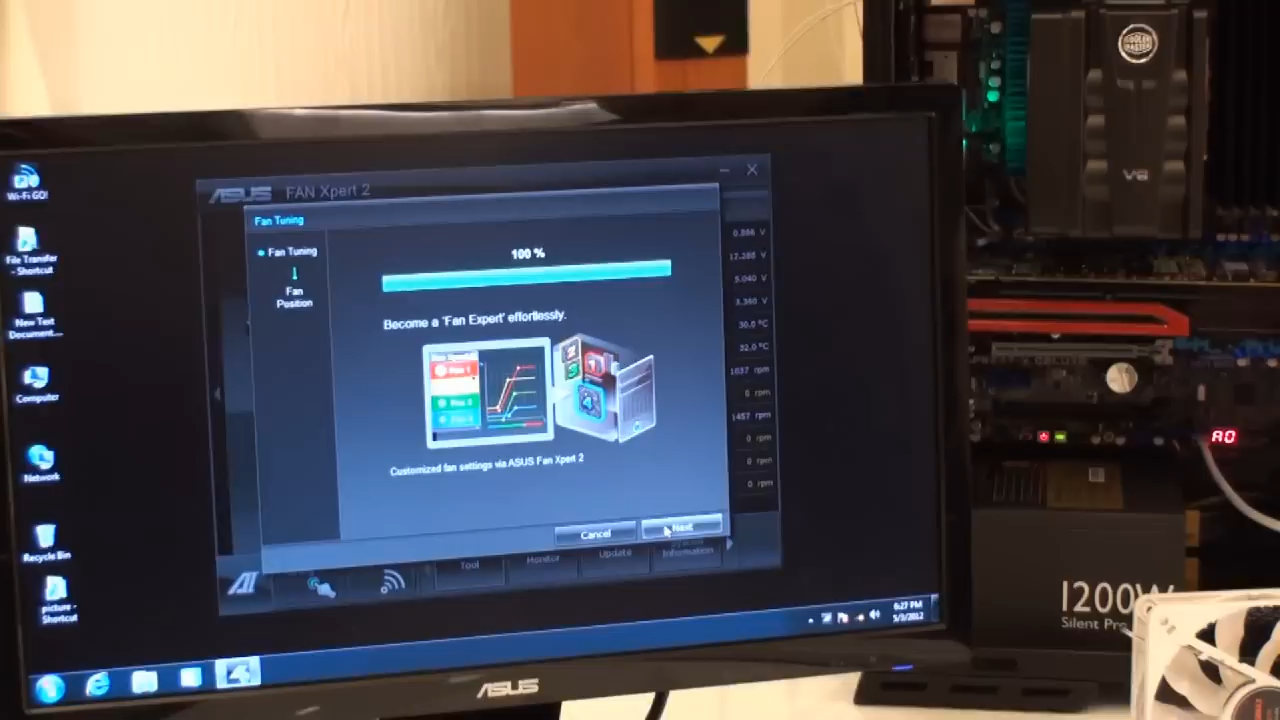 COOLER MASTER
V8
Wi-Fi GO!
File Transfer
- Shortcut
New Text
Document...
Computer
Network
Recycle Bin
picture -
Shortcut
ASUS FAN Xpert 2
Fan Tuning
Fan Tuning
Fan
Position
100 %
Become a 'Fan Expert' effortlessly.
Customized fan settings via ASUS Fan Xpert 2
Cancel
Next
12.288 V
5.040 V
3.360 V
30.0 °C
32.0 °C
1037 rpm
0 rpm
1457 rpm
0 rpm
0 rpm
0 rpm
Tool
Monitor
Update
System
Information
6:27 PM
5/3/2012
ASUS
A0
1200W
Silent Pro